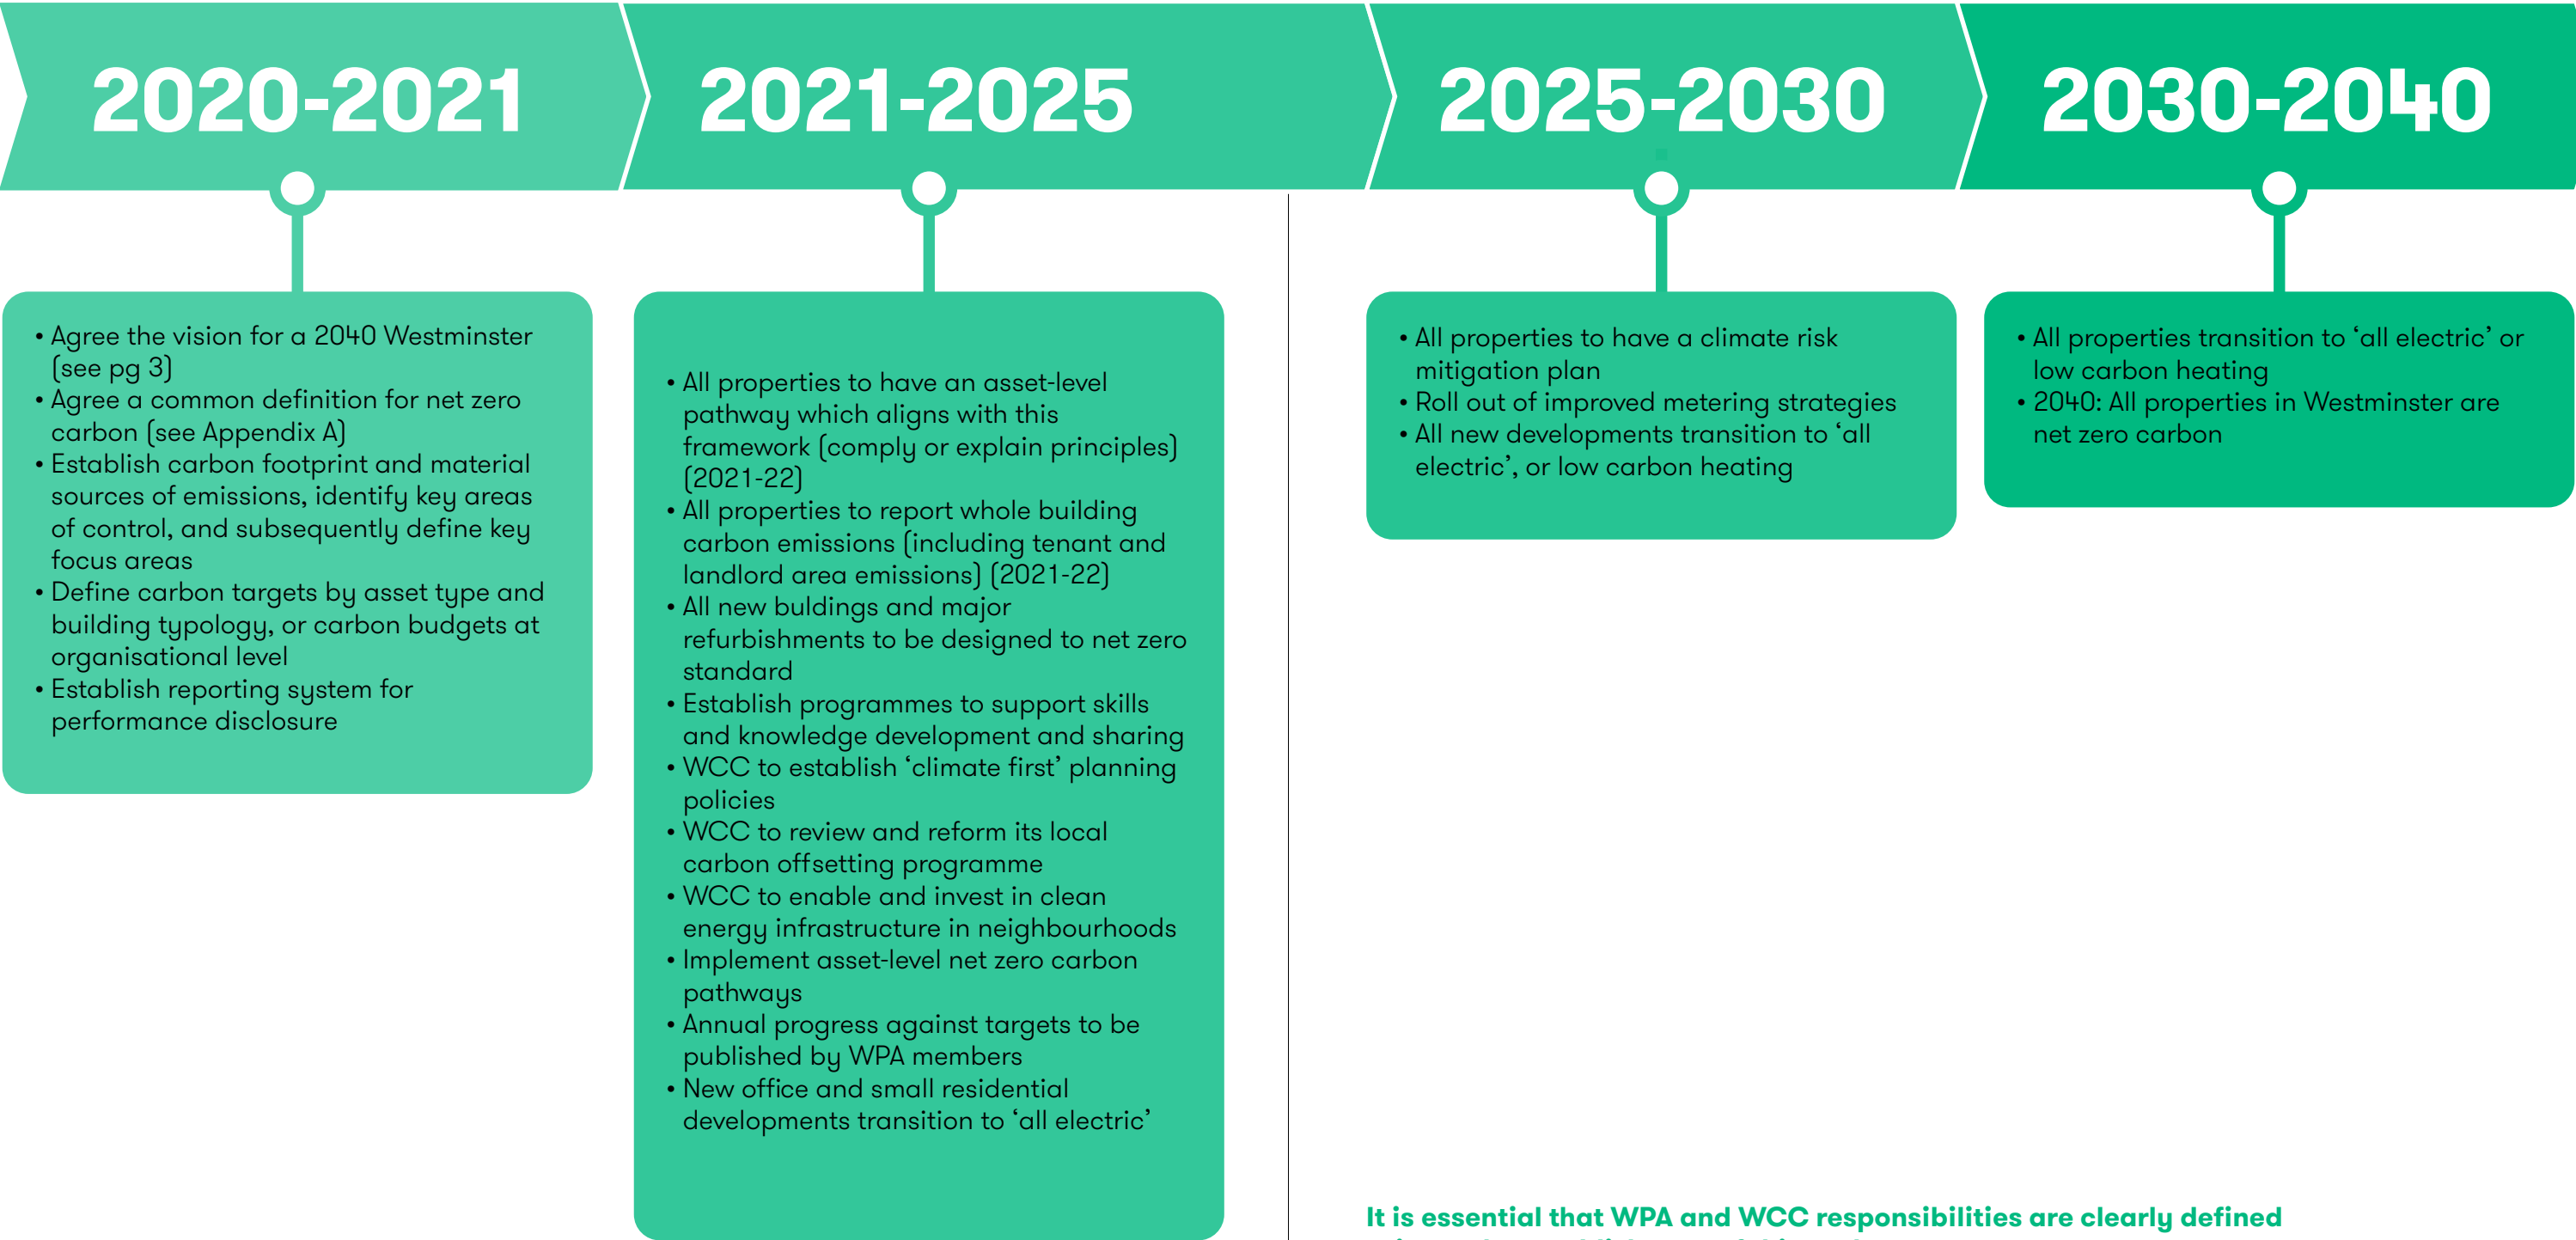 2020-2021
2021-2025
2025-2030
2030-2040
• Agree the vision for a 2040 Westminster
(see pg 3)
• Agree a common definition for net zero
carbon (see Appendix A)
• Establish carbon footprint and material
sources of emissions, identify key areas
of control, and subsequently define key
focus areas
• Define carbon targets by asset type and
building typology, or carbon budgets at
organisational level
• Establish reporting system for
performance disclosure
• All properties to have an asset-level
pathway which aligns with this
framework (comply or explain principles)
(2021-22)
• All properties to report whole building
carbon emissions (including tenant and
landlord area emissions) (2021-22)
• All new buldings and major
refurbishments to be designed to net zero
standard
• Establish programmes to support skills
and knowledge development and sharing
• WCC to establish ‘climate first’ planning
policies
• WCC to review and reform its local
carbon offsetting programme
• WCC to enable and invest in clean
energy infrastructure in neighbourhoods
• Implement asset-level net zero carbon
pathways
• Annual progress against targets to be
published by WPA members
• New office and small residential
developments transition to ‘all electric’
• All properties to have a climate risk
mitigation plan
• Roll out of improved metering strategies
• All new developments transition to ‘all
electric’, or low carbon heating
• All properties transition to ‘all electric’ or
low carbon heating
• 2040: All properties in Westminster are
net zero carbon
It is essential that WPA and WCC responsibilities are clearly defined